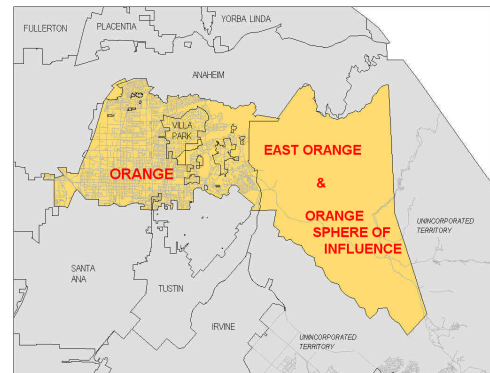 YORBA LINDA
PLACENTIA
FULLERTON
ANAHEIM
VILLA
PARK
EAST ORANGE
ORANGE
&
ORANGE
SPHERE OF
INFLUENCE
UNINCORPORATED
TERRITORY
SANTA
ANA
TUSTIN
IRVINE
UNINCORPORATED
TERRITORY